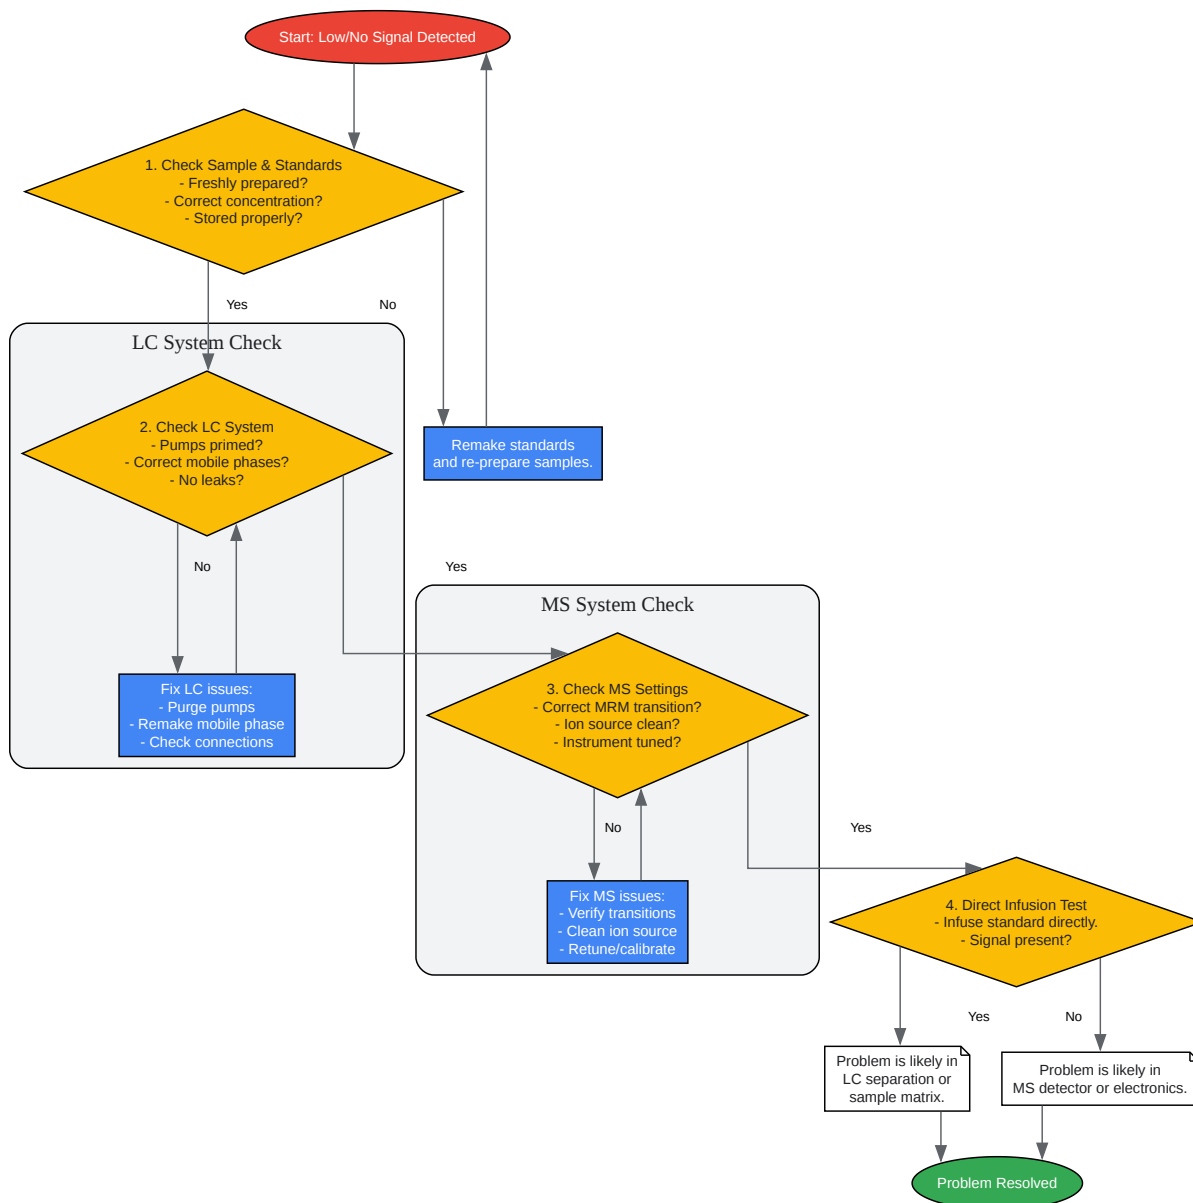 Start: Low/No Signal Detected
1. Check Sample & Standards
- Freshly prepared?
- Correct concentration?
- Stored properly?
Yes
No
LC System Check
2. Check LC System
- Pumps primed?
- Correct mobile phases?
- No leaks?
Remake standards
and re-prepare samples.
No
Yes
MS System Check
Fix LC issues:
- Purge pumps
- Remake mobile phase
- Check connections
3. Check MS Settings
- Correct MRM transition?
- Ion source clean?
- Instrument tuned?
No
Yes
Fix MS issues:
- Verify transitions
- Clean ion source
- Retune/calibrate
4. Direct Infusion Test
- Infuse standard directly.
- Signal present?
Yes
No
Problem is likely in
LC separation or
sample matrix.
Problem is likely in
MS detector or electronics.
Problem Resolved